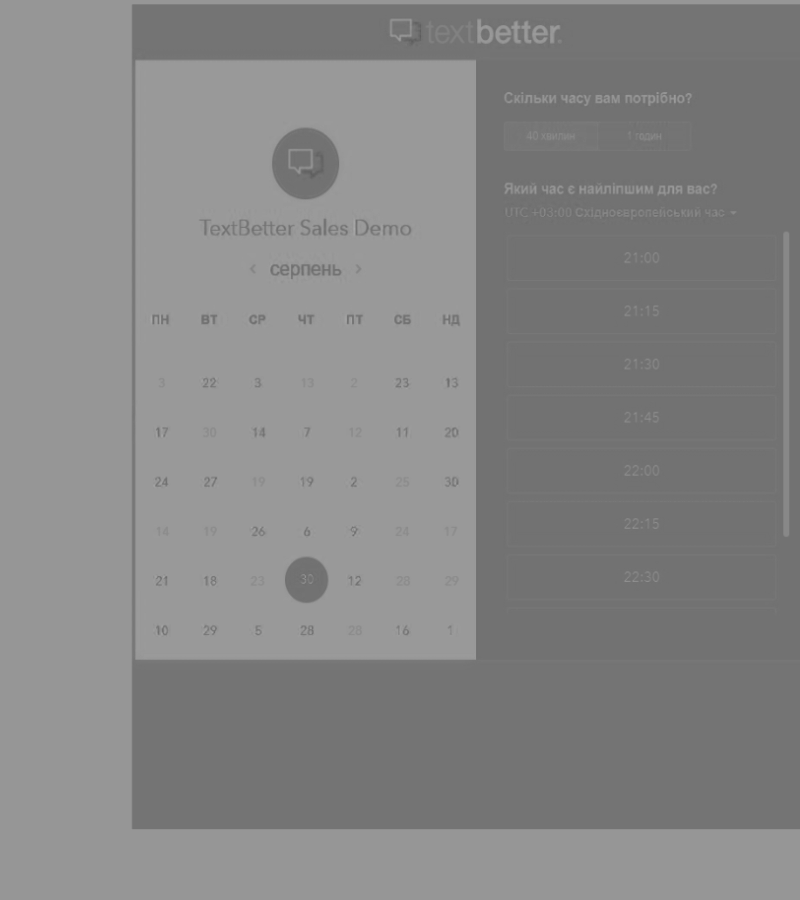 textbetter.
TextBetter Sales Demo
‹ серпень ›
ПН ВТ СР ЧТ ПТ СБ НД
3 22 3 13 2 23 13
17 30 14 7 12 11 20
24 27 19 19 2 25 30
14 19 26 6 9 24 17
21 18 23 30 12 28 29
10 29 5 28 28 16 1
Скільки часу вам потрібно?
40 хвилин 1 годин
Який час є найліпшим для вас?
UTC +03:00 Східноєвропейський час
21:00
21:15
21:30
21:45
22:00
22:15
22:30